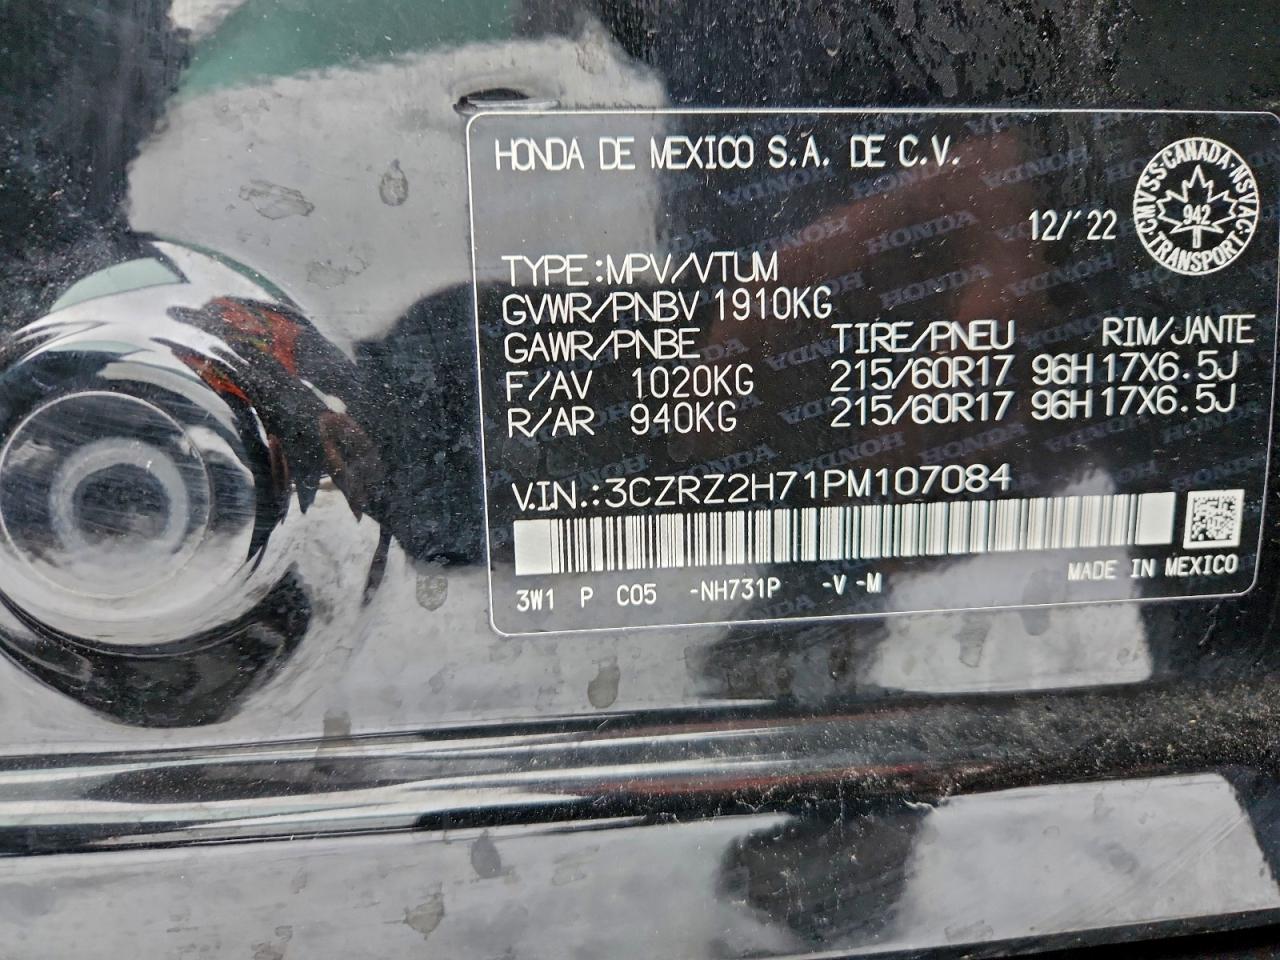 HONDA DE MEXICO S.A. DE C.V.
12/'22
CMVSS·CANADA·NSVAC·TRANSPORT·
942
TYPE:MPV/VTUM
GVWR/PNBV 1910KG
GAWR/PNBE TIRE/PNEU RIM/JANTE
F/AV 1020KG 215/60R17 96H 17X6.5J
R/AR 940KG 215/60R17 96H 17X6.5J
V.I.N.:3CZRZ2H71PM107084
MADE IN MEXICO
3W1 P C05 -NH731P -V -M